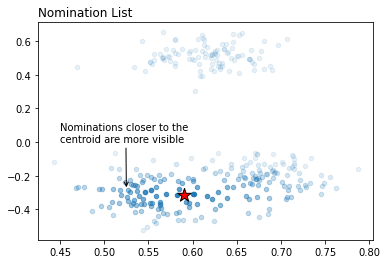 Nomination List
0.6
0.4
0.2
0.0
−0.2
−0.4
Nominations closer to the
centroid are more visible
0.45 0.50 0.55 0.60 0.65 0.70 0.75 0.80